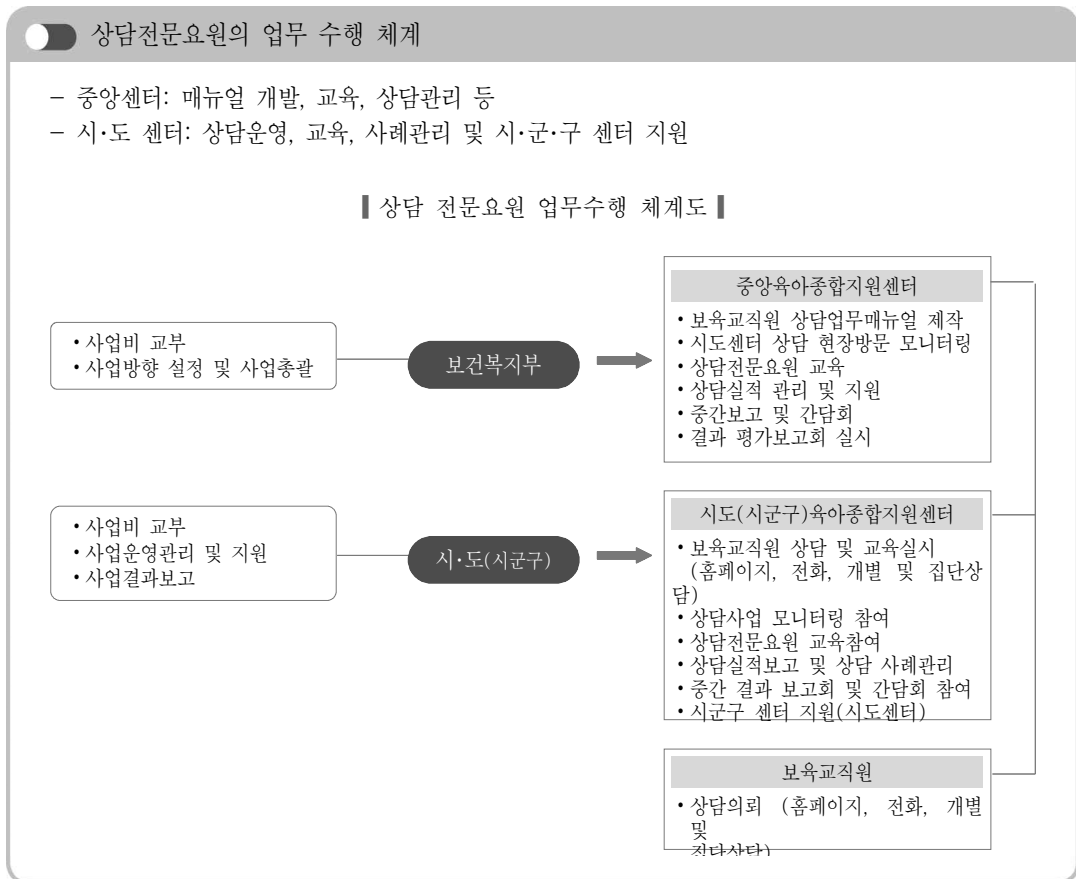 상담전문요원의 업무 수행 체계
- 중앙센터: 매뉴얼 개발, 교육, 상담관리 등
- 시·도 센터: 상담운영, 교육, 사례관리 및 시·군·구 센터 지원
▌상담 전문요원 업무수행 체계도▐
• 사업비 교부
• 사업방향 설정 및 사업총괄
보건복지부
중앙육아종합지원센터
• 보육교직원 상담업무매뉴얼 제작
• 시도센터 상담 현장방문 모니터링
• 상담전문요원 교육
• 상담실적 관리 및 지원
• 중간보고 및 간담회
• 결과 평가보고회 실시
• 사업비 교부
• 사업운영관리 및 지원
• 사업결과보고
시·도(시군구)
시도(시군구)육아종합지원센터
• 보육교직원 상담 및 교육실시
(홈페이지, 전화, 개별 및 집단상
담)
• 상담사업 모니터링 참여
• 상담전문요원 교육참여
• 상담실적보고 및 상담 사례관리
• 중간 결과 보고회 및 간담회 참여
• 시군구 센터 지원(시도센터)
보육교직원
• 상담의뢰 (홈페이지, 전화, 개별
및
집단상담)